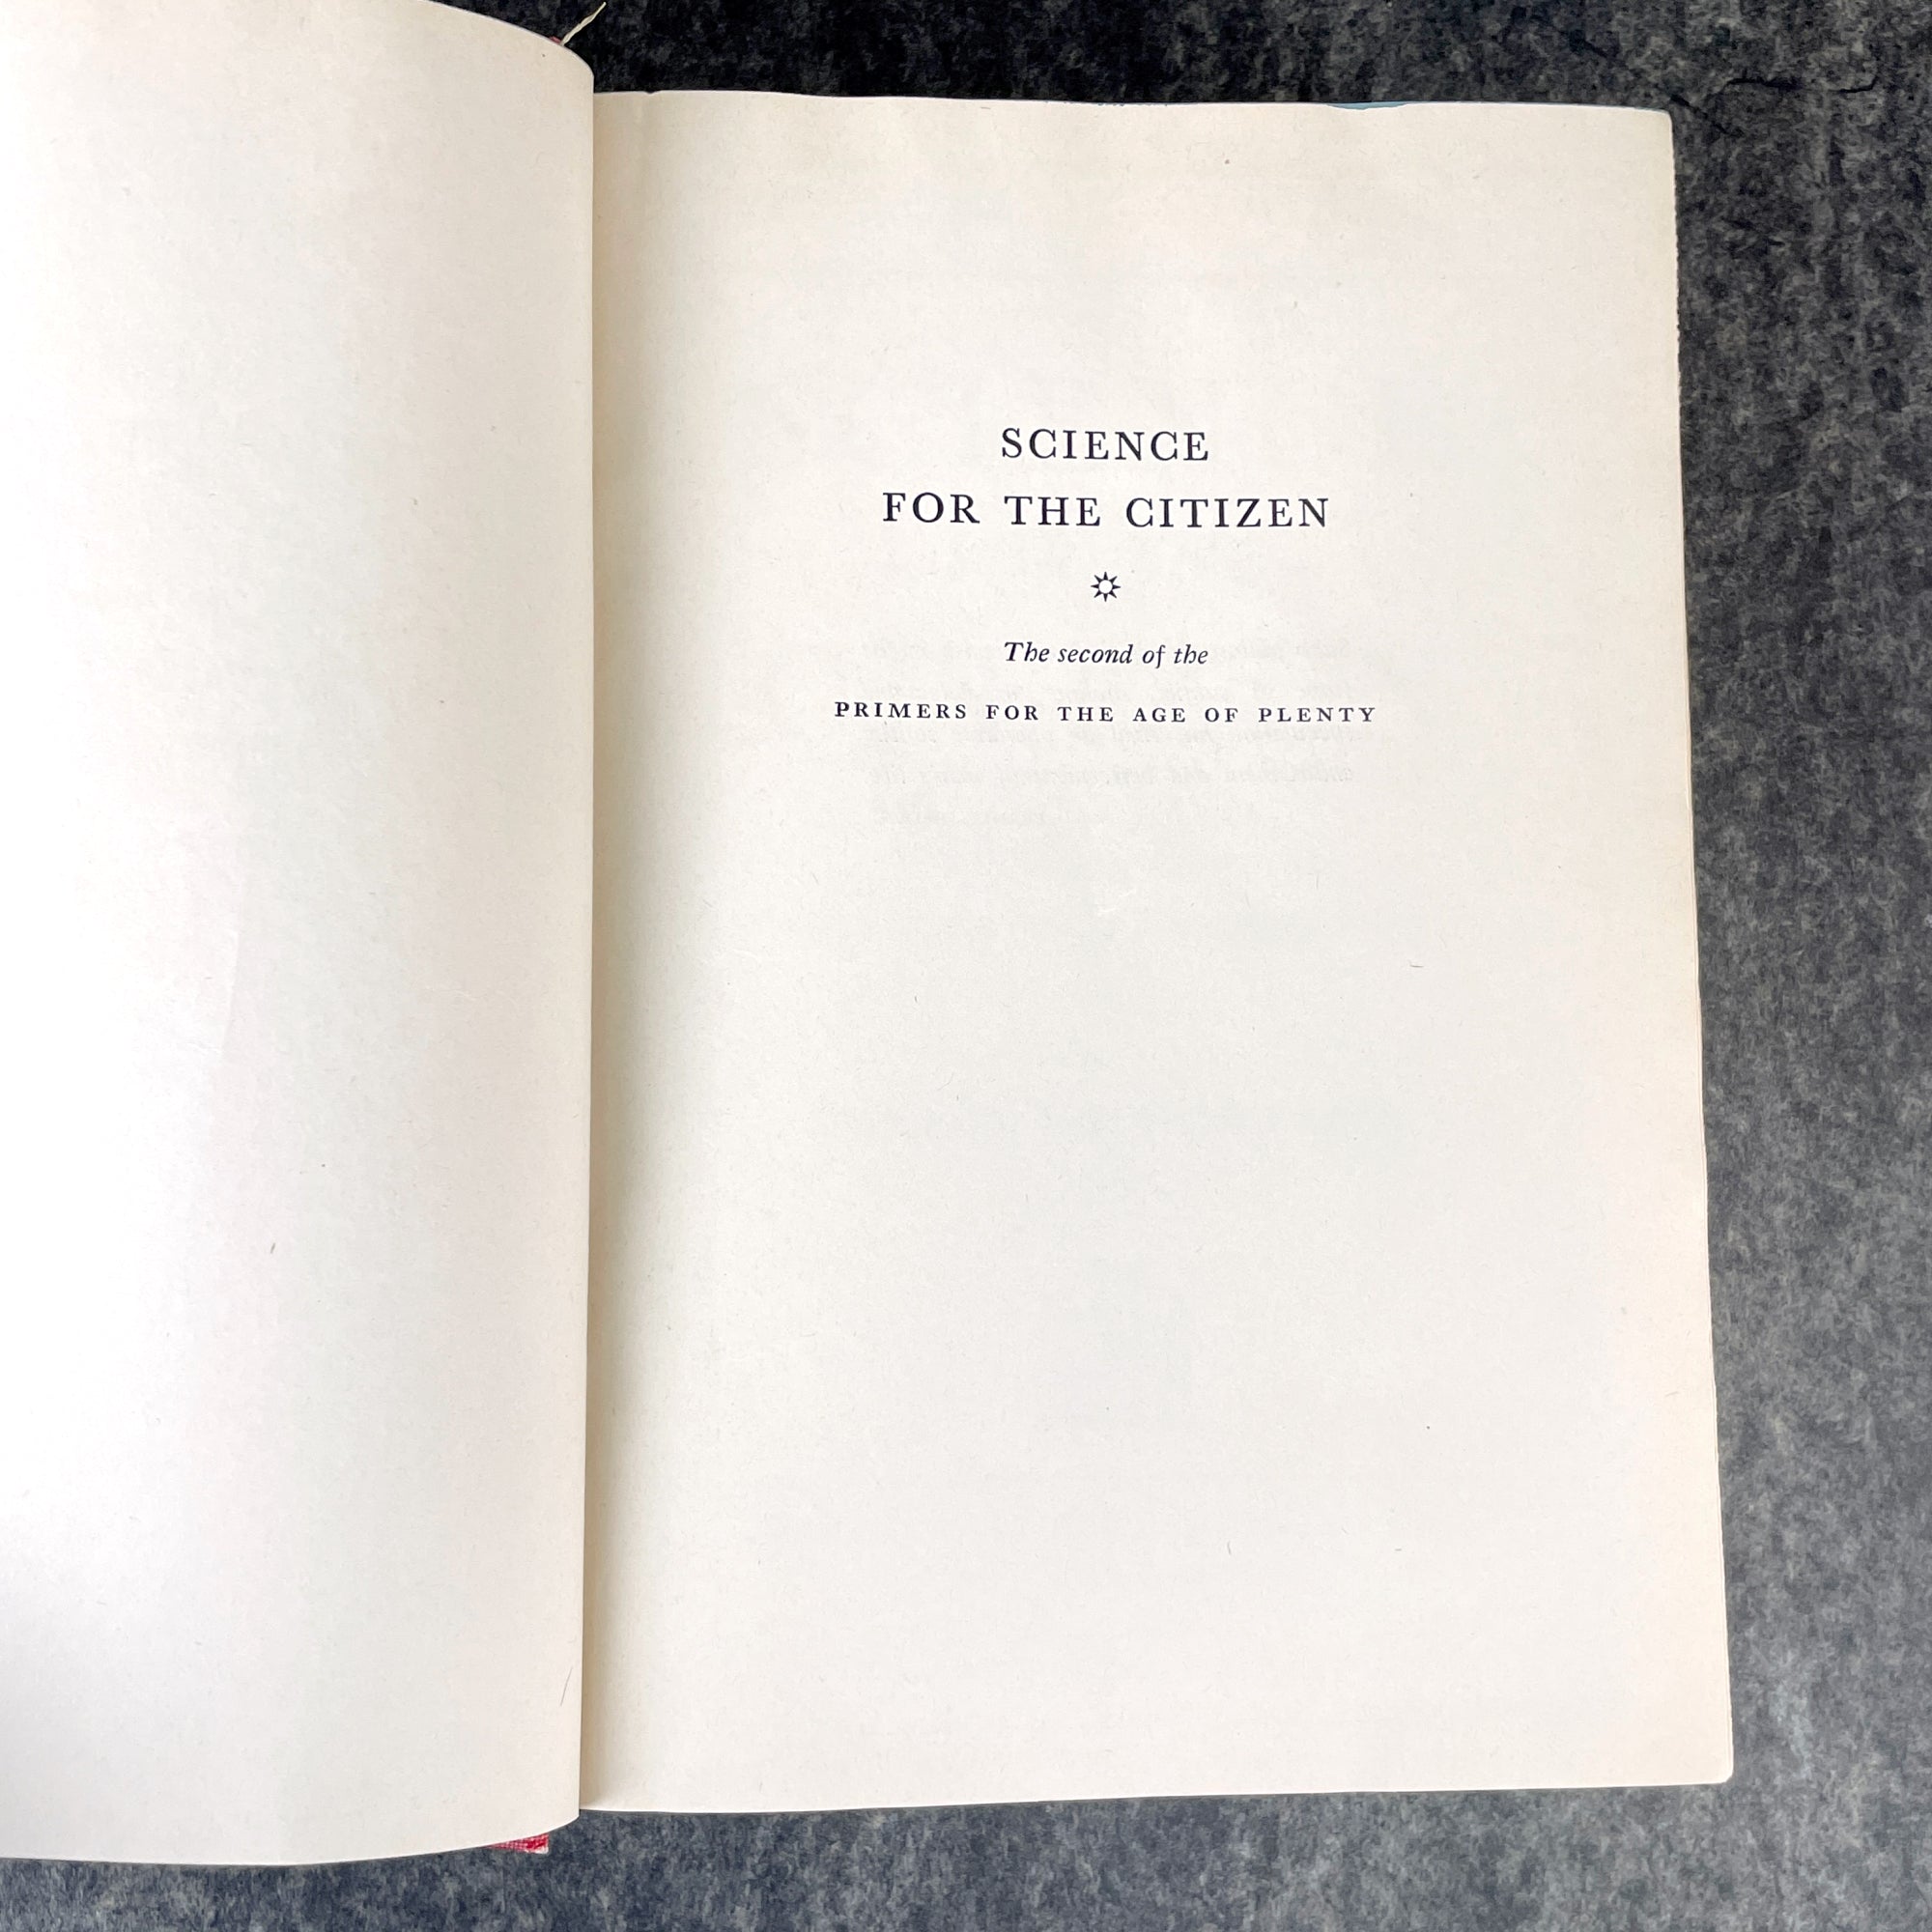 SCIENCE
FOR THE CITIZEN
The second of the
PRIMERS FOR THE AGE OF PLENTY